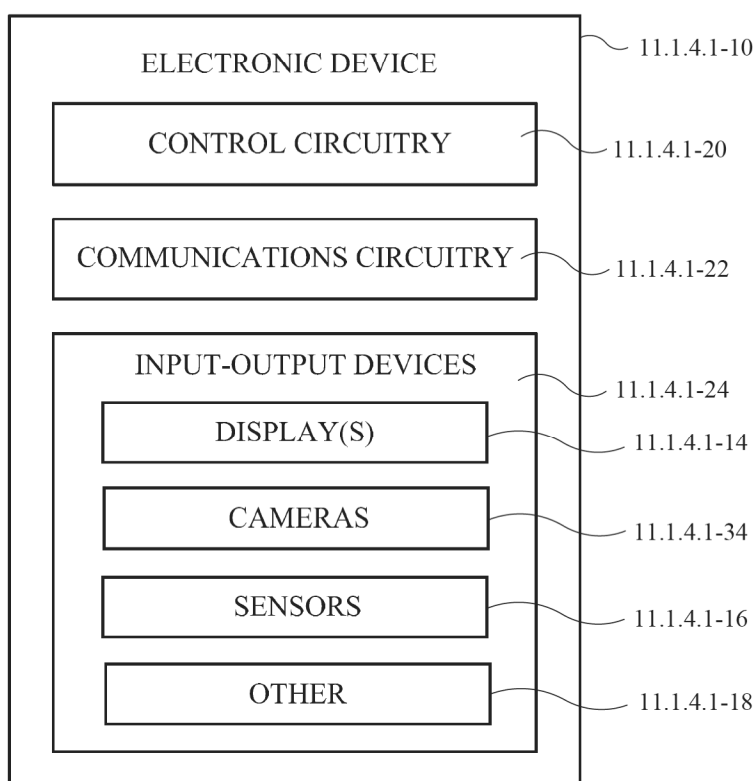 ELECTRONIC DEVICE
11.1.4.1-10
CONTROL CIRCUITRY
11.1.4.1-20
COMMUNICATIONS CIRCUITRY
11.1.4.1-22
INPUT-OUTPUT DEVICES
11.1.4.1-24
DISPLAY(S)
11.1.4.1-14
CAMERAS
11.1.4.1-34
SENSORS
11.1.4.1-16
OTHER
11.1.4.1-18